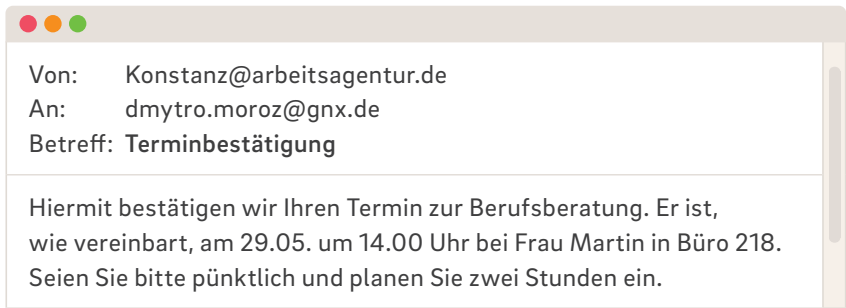 Von: Konstanz@arbeitsagentur.de
An: dmytro.moroz@gnx.de
Betreff: Terminbestätigung
Hiermit bestätigen wir Ihren Termin zur Berufsberatung. Er ist,
wie vereinbart, am 29.05. um 14.00 Uhr bei Frau Martin in Büro 218.
Seien Sie bitte pünktlich und planen Sie zwei Stunden ein.